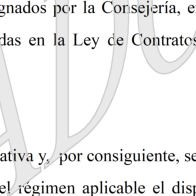 gnados por la Consejería, e
das en la Ley de Contratos
ativa y, por consiguiente, se
el régimen aplicable el disp